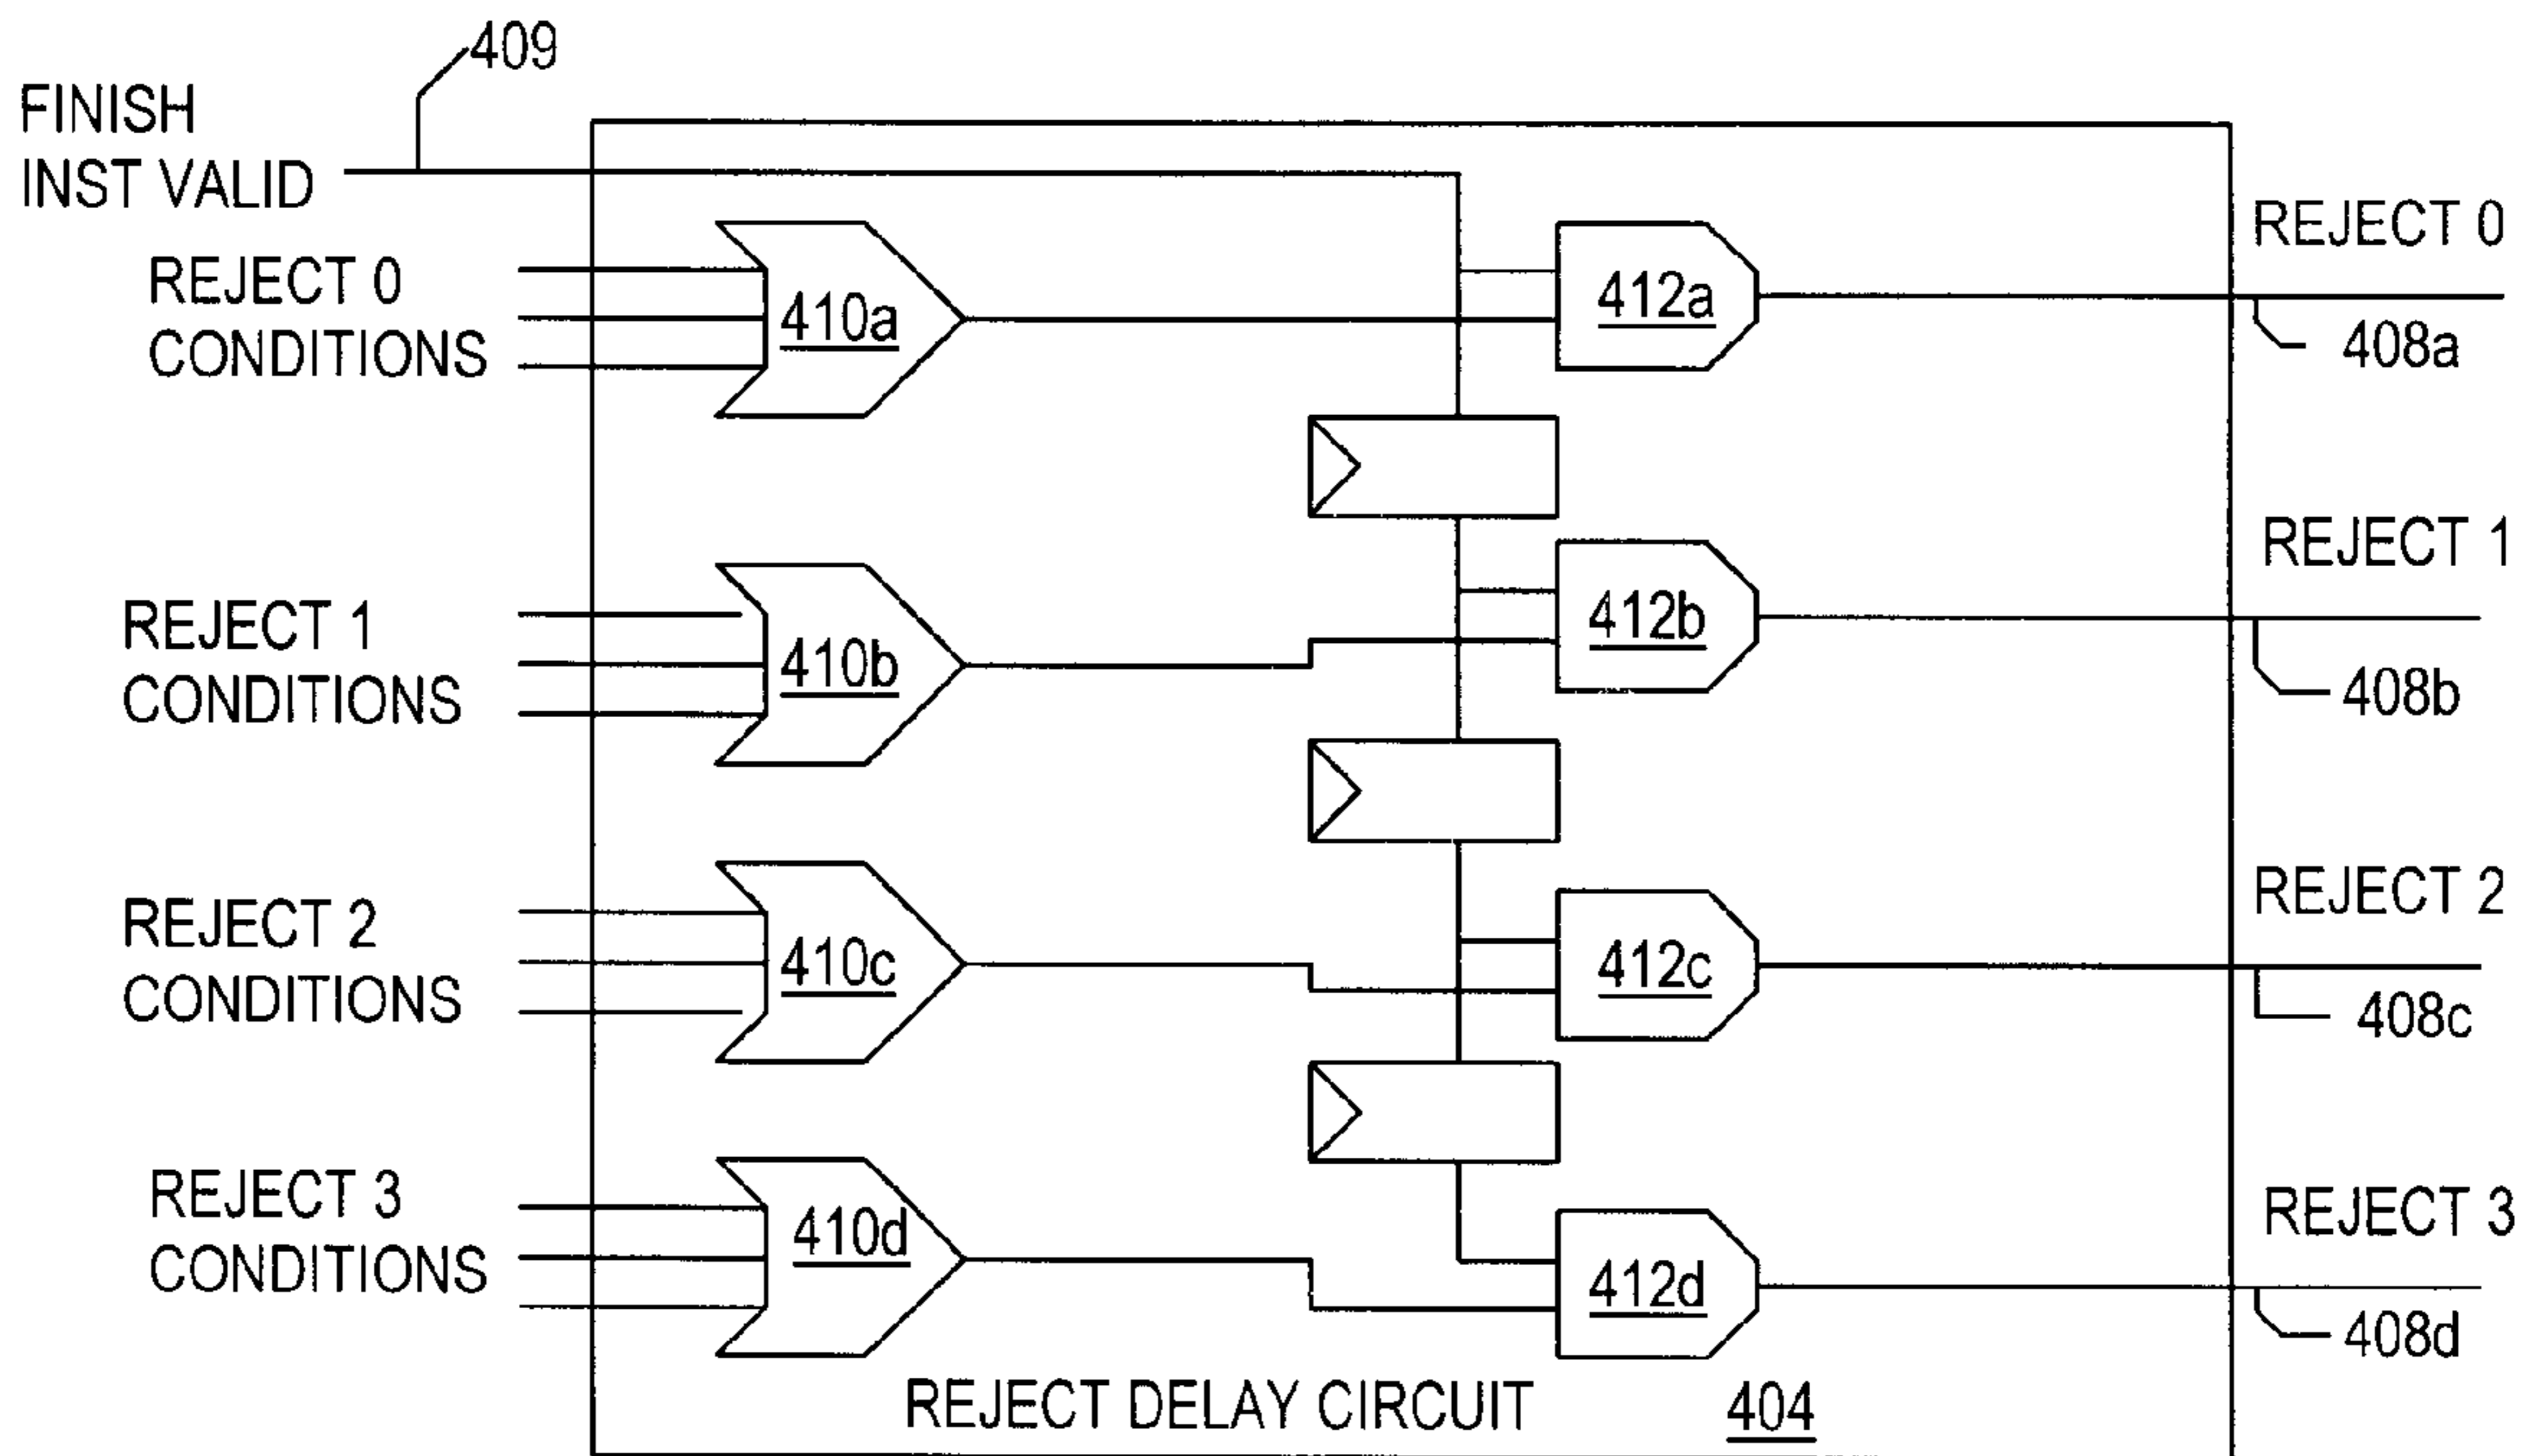 409
FINISH
INST VALID
REJECT 0
CONDITIONS
410a
412a
REJECT 0
408a
REJECT 1
CONDITIONS
410b
412b
REJECT 1
408b
REJECT 2
CONDITIONS
410c
412c
REJECT 2
408c
REJECT 3
CONDITIONS
410d
412d
REJECT 3
408d
REJECT DELAY CIRCUIT 404